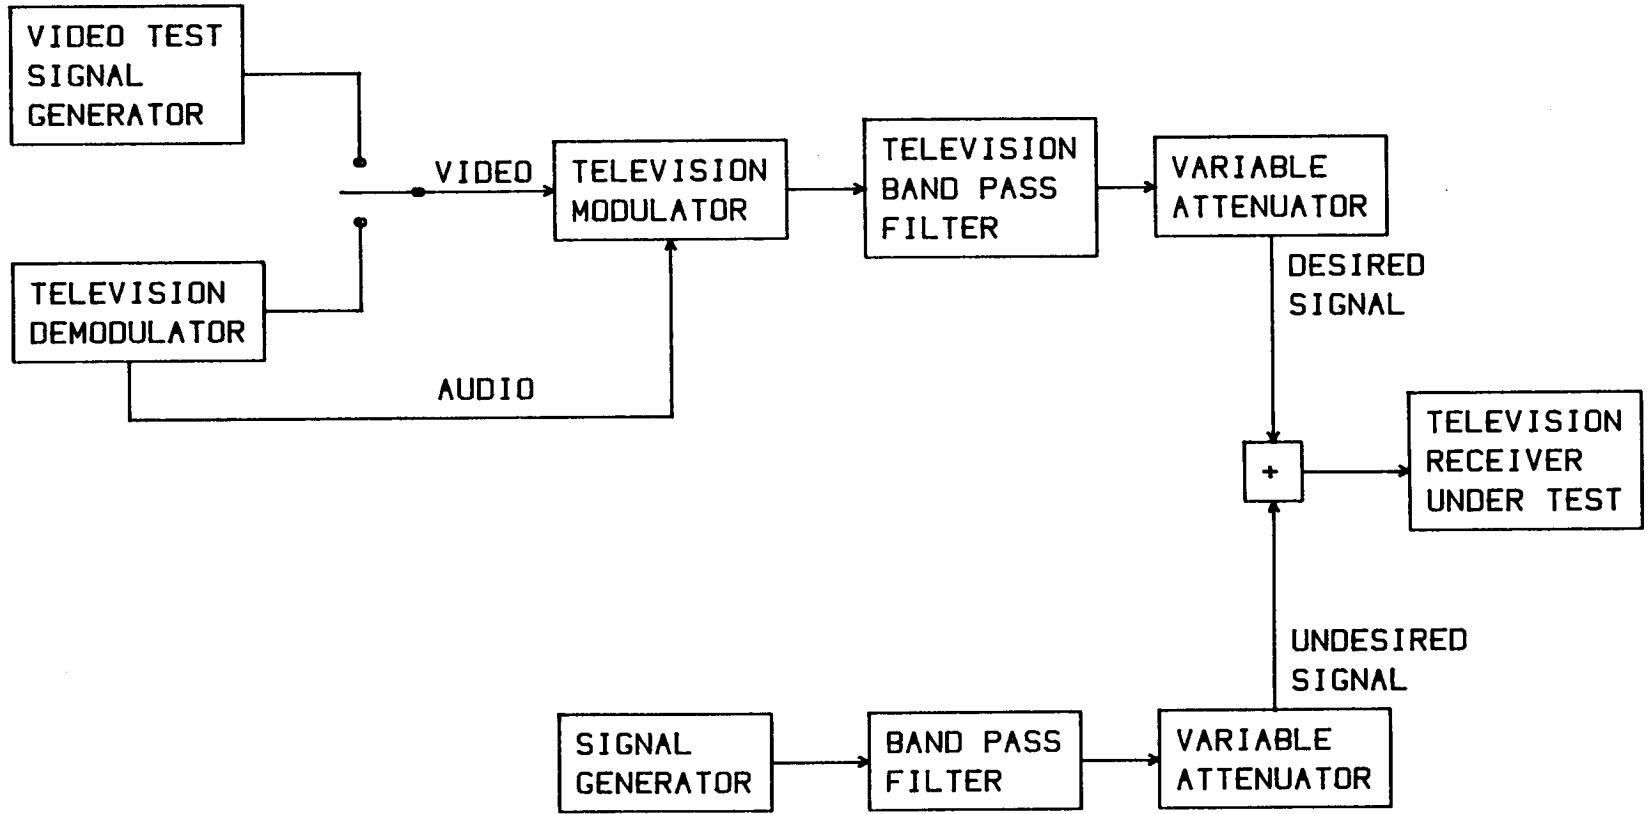 VIDEO TEST
SIGNAL
GENERATOR
TELEVISION
DEMODULATOR
VIDEO
AUDIO
TELEVISION
MODULATOR
TELEVISION
BAND PASS
FILTER
VARIABLE
ATTENUATOR
DESIRED
SIGNAL
+
TELEVISION
RECEIVER
UNDER TEST
UNDESIRED
SIGNAL
SIGNAL
GENERATOR
BAND PASS
FILTER
VARIABLE
ATTENUATOR